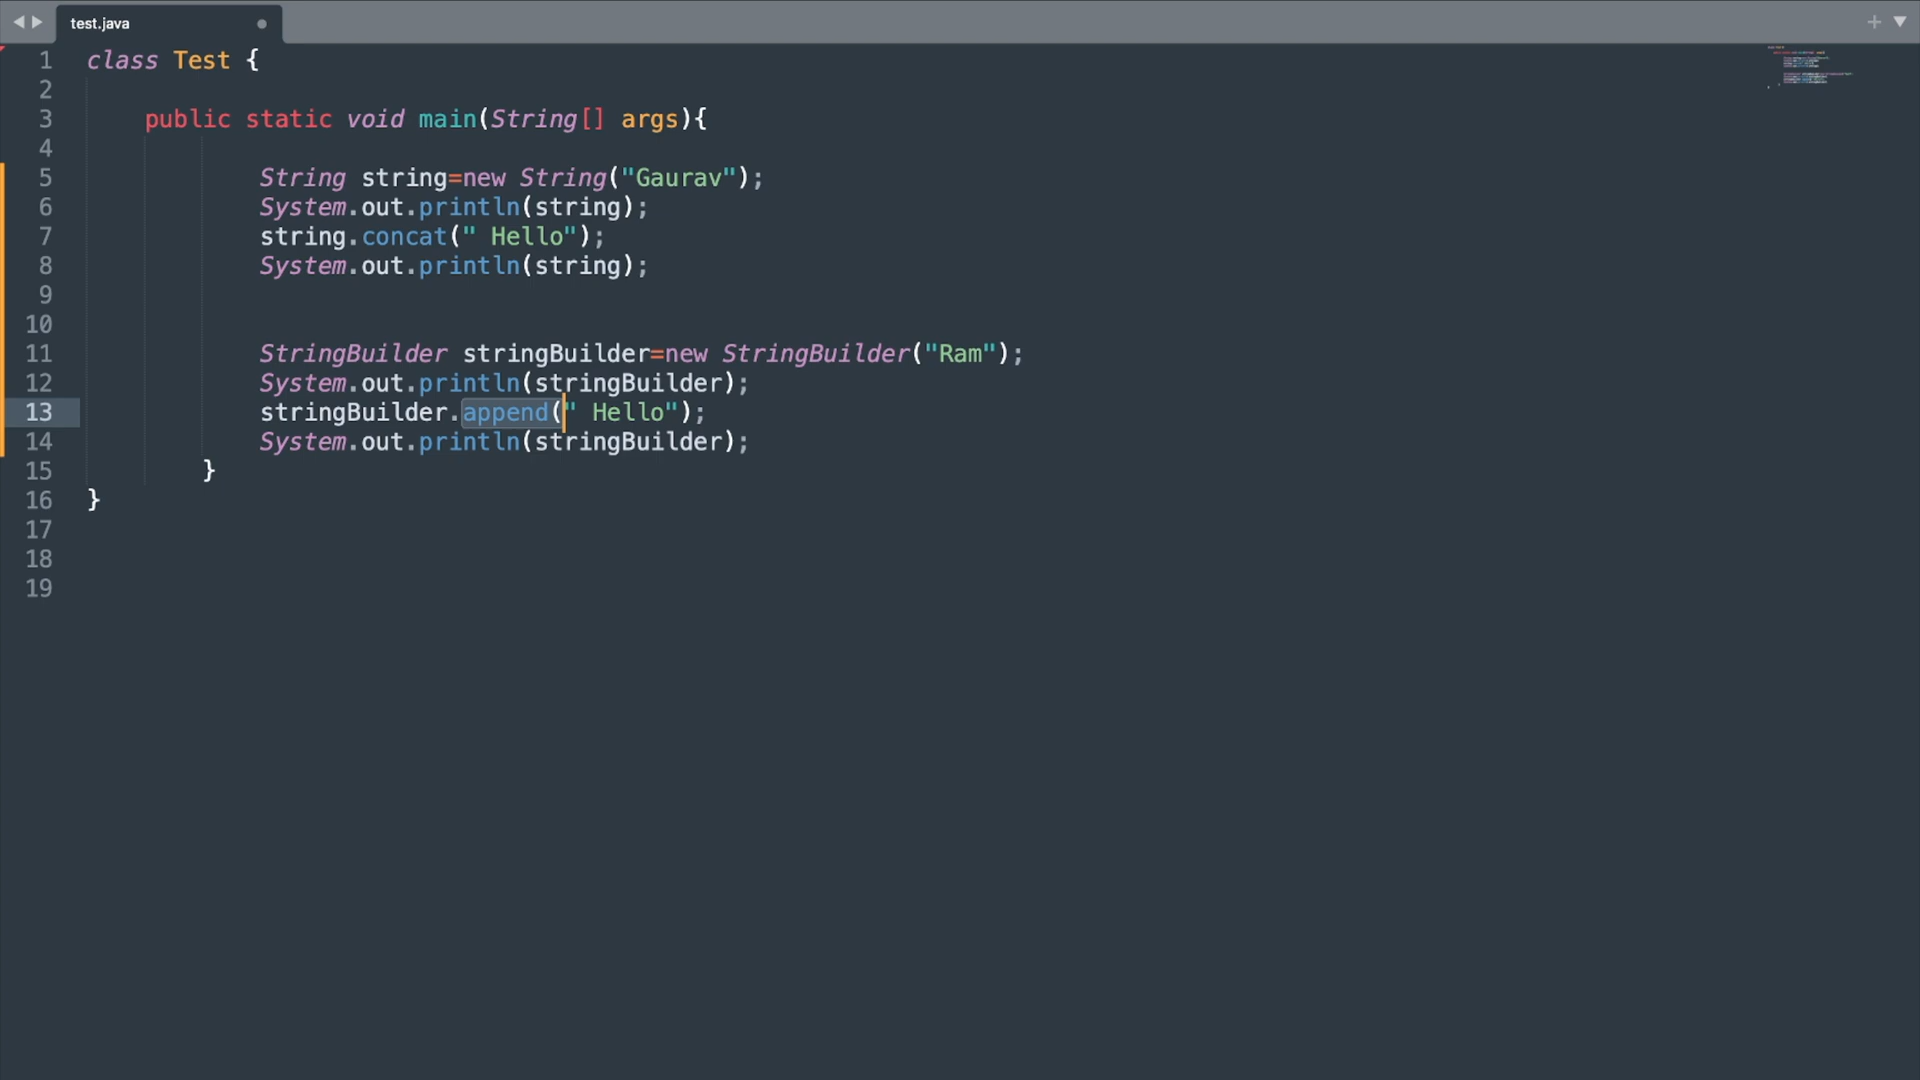 test.java
1 class Test {
2
3 public static void main(String[] args){
4
5 String string=new String("Gaurav");
6 System.out.println(string);
7 string.concat(" Hello");
8 System.out.println(string);
9
10
11 StringBuilder stringBuilder=new StringBuilder("Ram");
12 System.out.println(stringBuilder);
13 stringBuilder.append(" Hello");
14 System.out.println(stringBuilder);
15 }
16 }
17
18
19